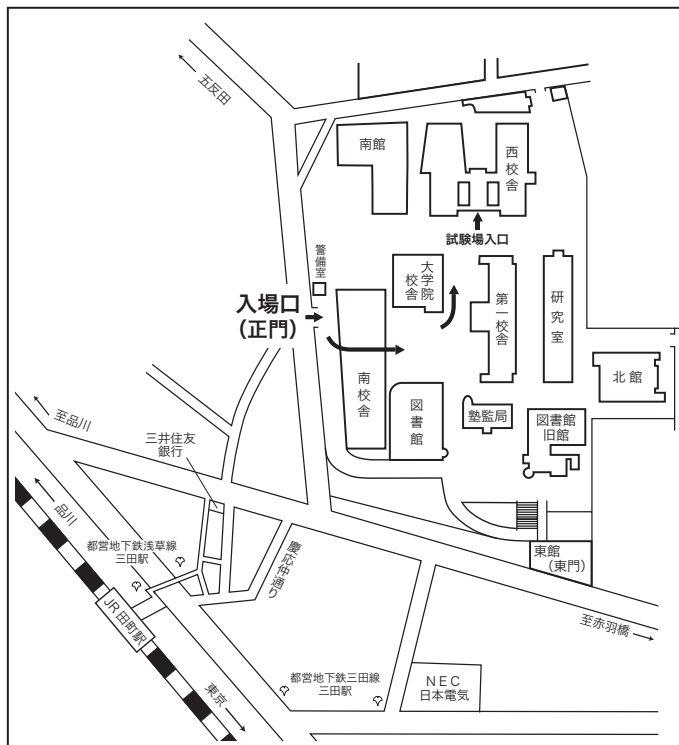 五反田
南館
西校舎
試験場入口
警備室
入場口
(正門)
大学院
校舎
第一校舎
研究室
南校舎
図書館
塾監局
図書館
旧館
北館
至品川
三井住友
銀行
品川
都営地下鉄浅草線
三田駅
慶応仲通り
東館
(東門)
JR田町駅
至赤羽橋
都営地下鉄三田線
三田駅
NEC
日本電気
東京